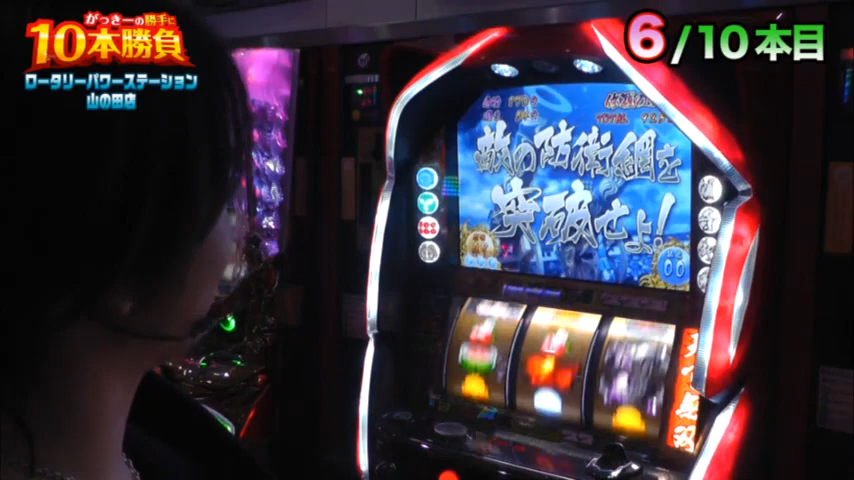 がっきーの勝手に
10本勝負
ロータリーパワーステーション
山の田店
6/10本目
敵の防衛網を
突破せよ!
00